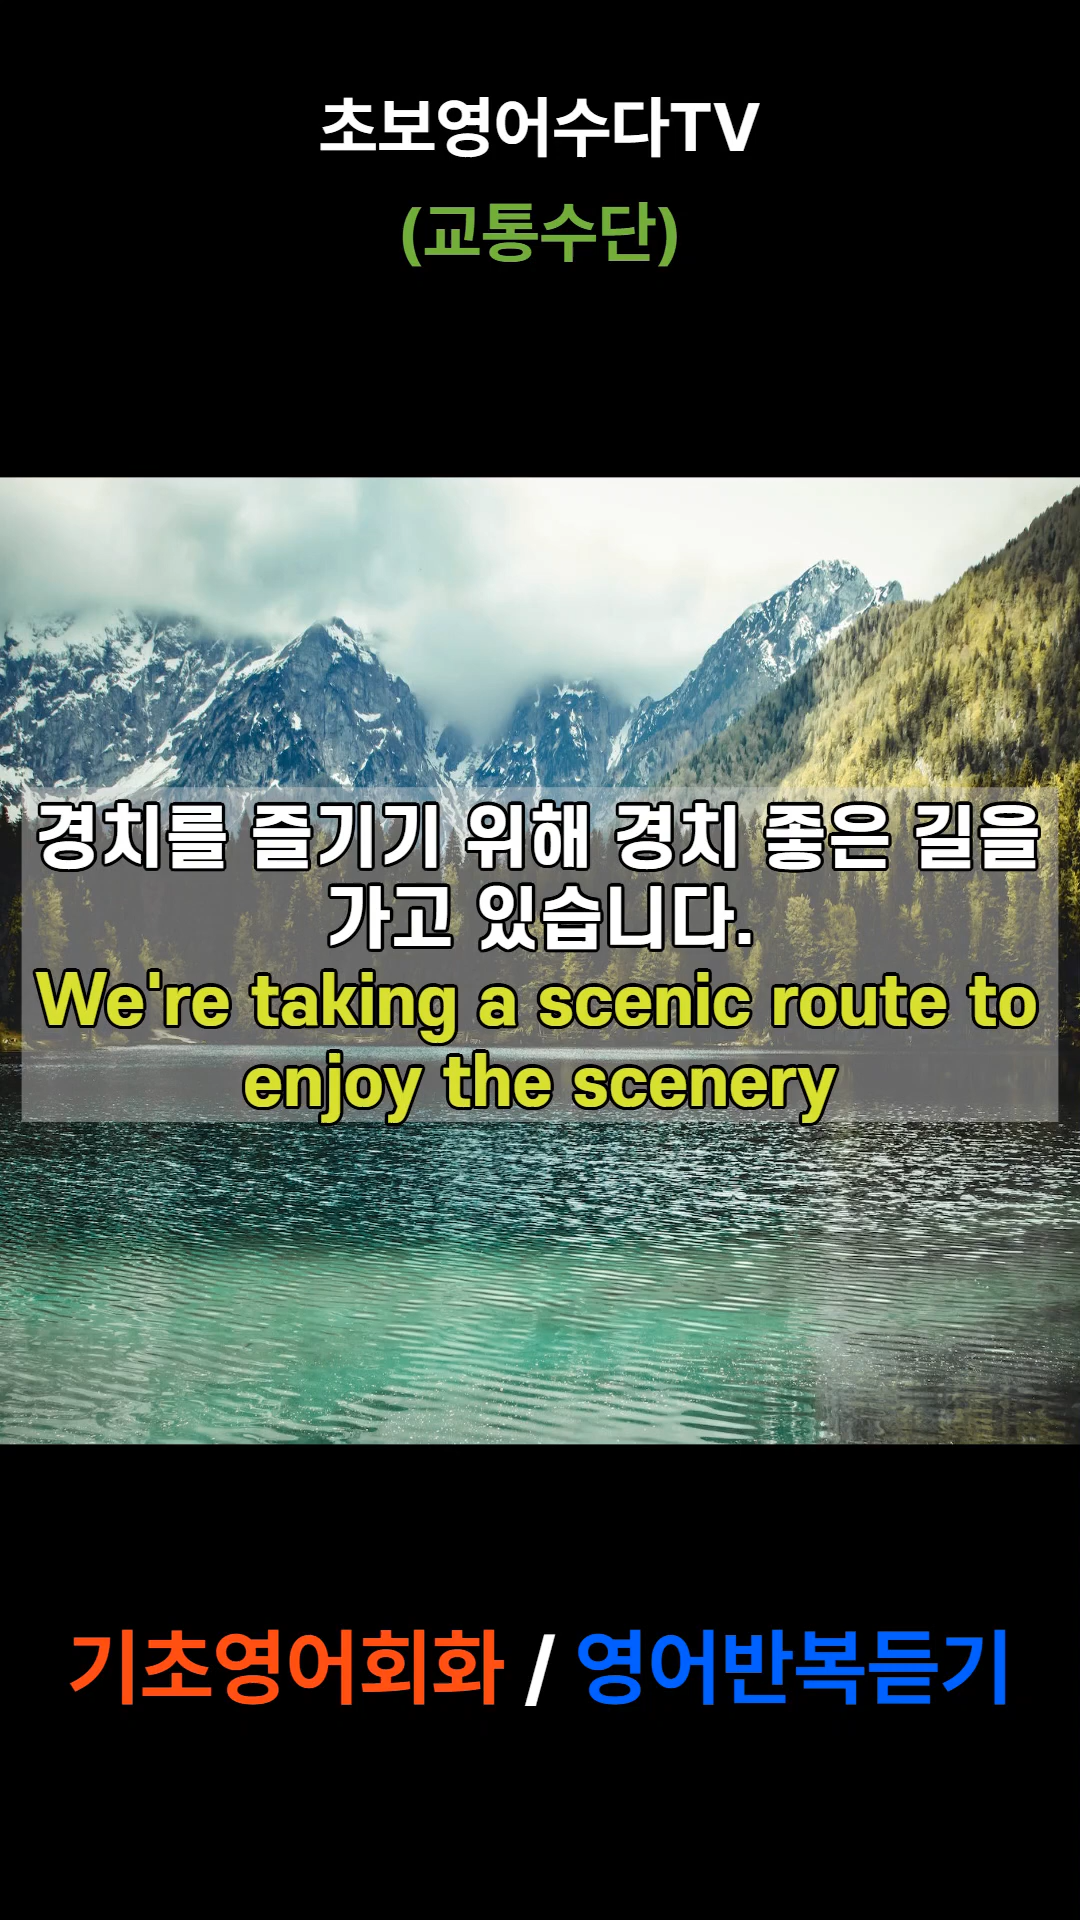 초보영어수다TV
(교통수단)
경치를 즐기기 위해 경치 좋은 길을
가고 있습니다.
We're taking a scenic route to
enjoy the scenery
기초영어회화 / 영어반복듣기